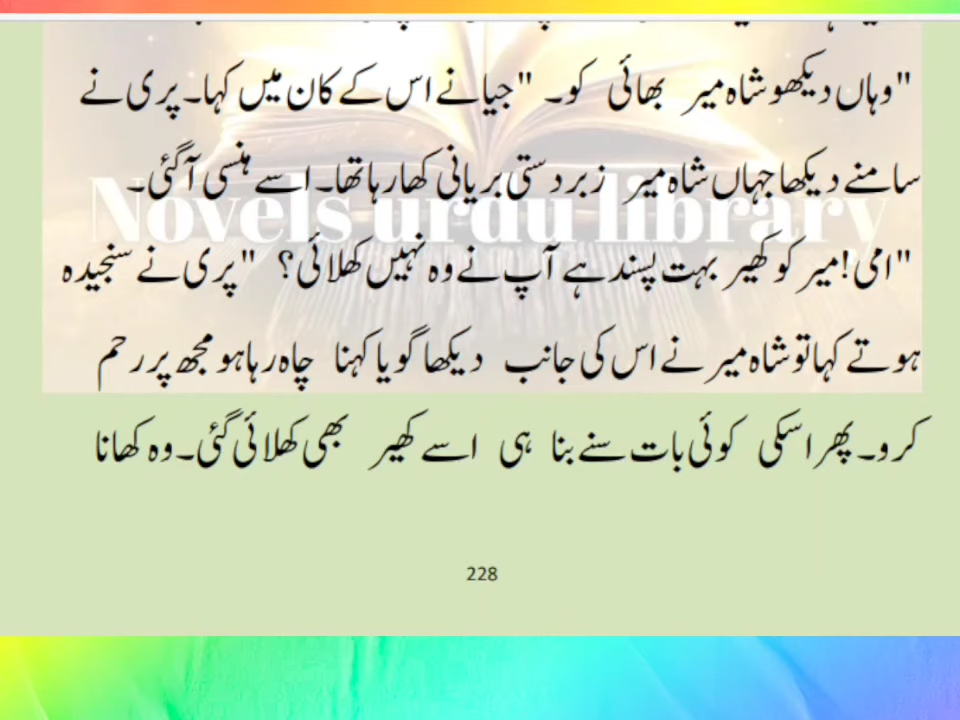 "وہاں دیکھو شاہ میر بھائی کو۔ "جیا نے اس کے کان میں کہا۔ پری نے
سامنے دیکھا جہاں شاہ میر زبردستی بریانی کھا رہا تھا۔ اسے ہنسی آگئی۔
Novels urdu library
"امی! میر کو کھیر بہت پسند ہے آپ نے وہ نہیں کھلائی؟ "پری نے سنجیدہ
ہوتے کہا تو شاہ میر نے اس کی جانب دیکھا گویا کہنا چاہ رہا ہو مجھ پر رحم
کرو۔ پھر اسکی کوئی بات سنے بنا ہی اسے کھیر بھی کھلائی گئی۔ وہ کھانا
228